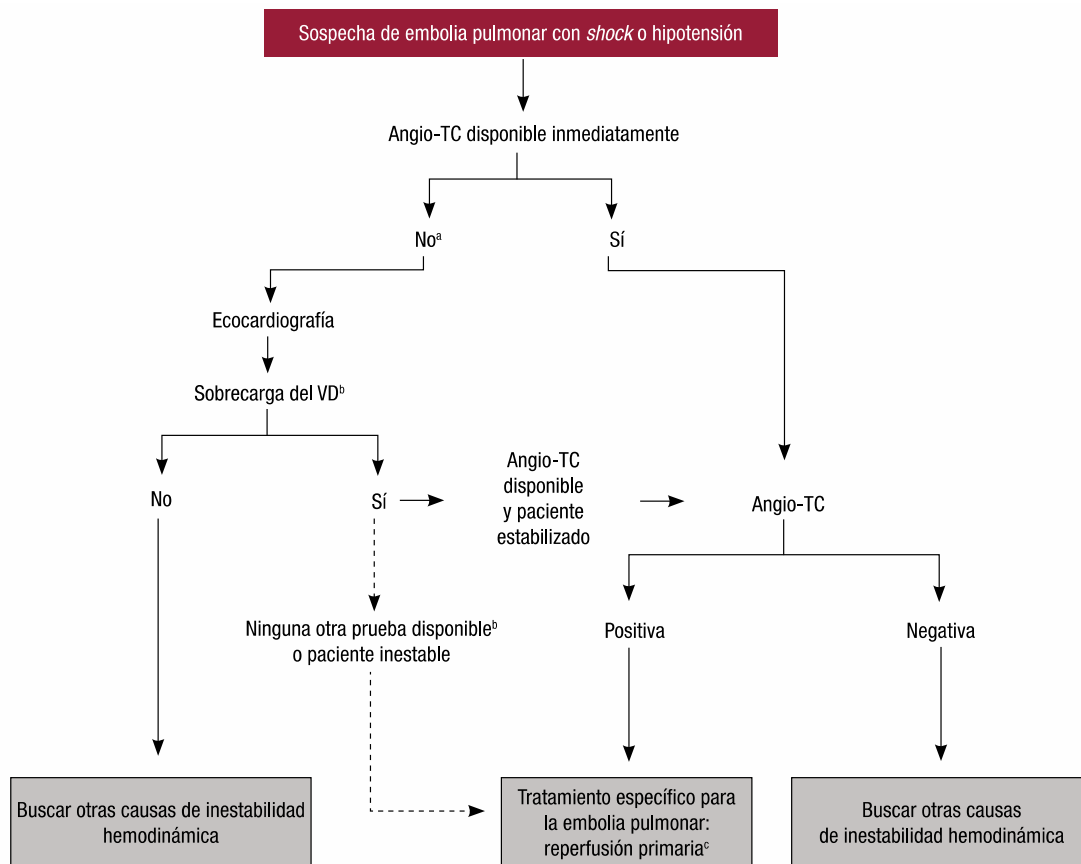 Sospecha de embolia pulmonar con shock o hipotensión
Angio-TC disponible inmediatamente
Noª
Sí
Ecocardiografía
Sobrecarga del VDᵇ
No
Sí
Angio-TC
disponible
y paciente
estabilizado
Angio-TC
Ninguna otra prueba disponibleᵇ
o paciente inestable
Positiva
Negativa
Buscar otras causas de inestabilidad
hemodinámica
Tratamiento específico para
la embolia pulmonar:
reperfusión primariaᶜ
Buscar otras causas
de inestabilidad hemodinámica